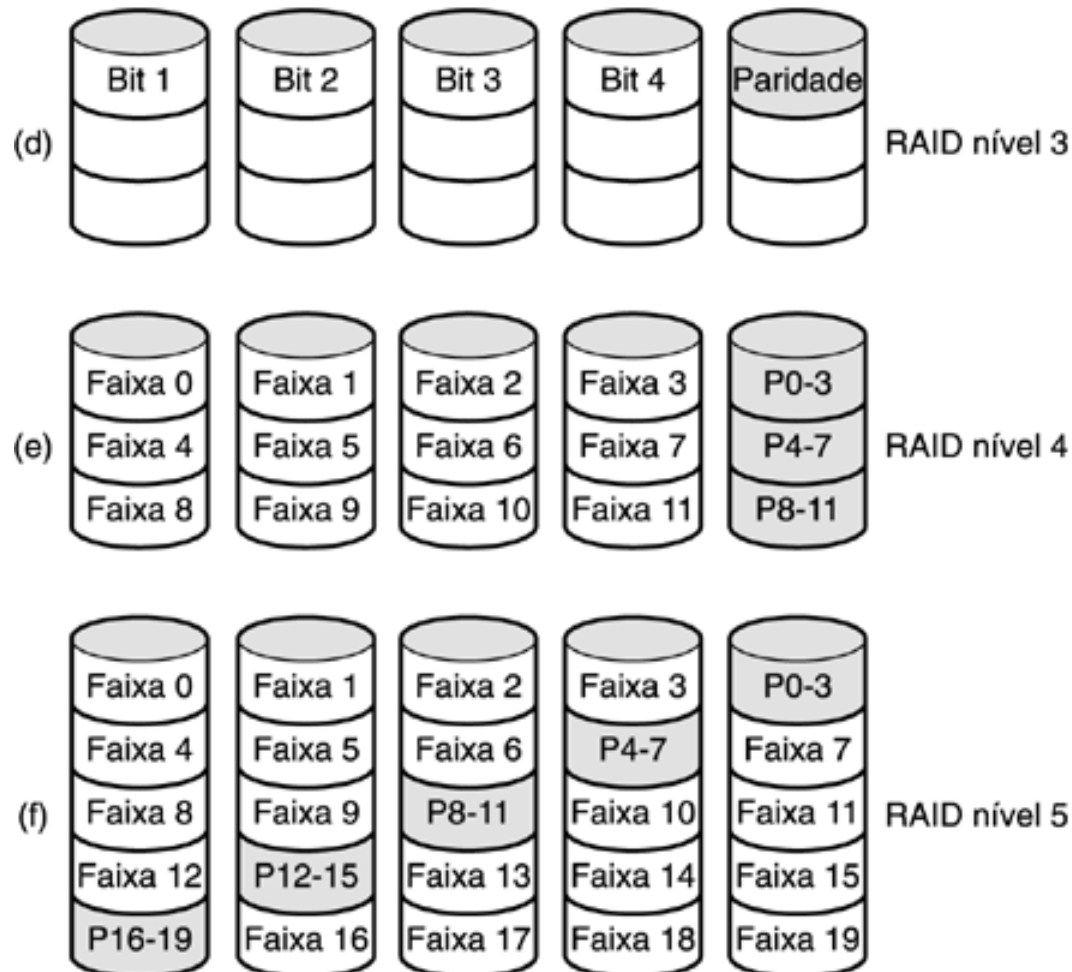 Bit 1 Bit 2 Bit 3 Bit 4 Paridade
(d) RAID nível 3
Faixa 0 Faixa 1 Faixa 2 Faixa 3 P0-3
(e) Faixa 4 Faixa 5 Faixa 6 Faixa 7 P4-7 RAID nível 4
Faixa 8 Faixa 9 Faixa 10 Faixa 11 P8-11
Faixa 0 Faixa 1 Faixa 2 Faixa 3 P0-3
Faixa 4 Faixa 5 Faixa 6 P4-7 Faixa 7
(f) Faixa 8 Faixa 9 P8-11 Faixa 10 Faixa 11 RAID nível 5
Faixa 12 P12-15 Faixa 13 Faixa 14 Faixa 15
P16-19 Faixa 16 Faixa 17 Faixa 18 Faixa 19